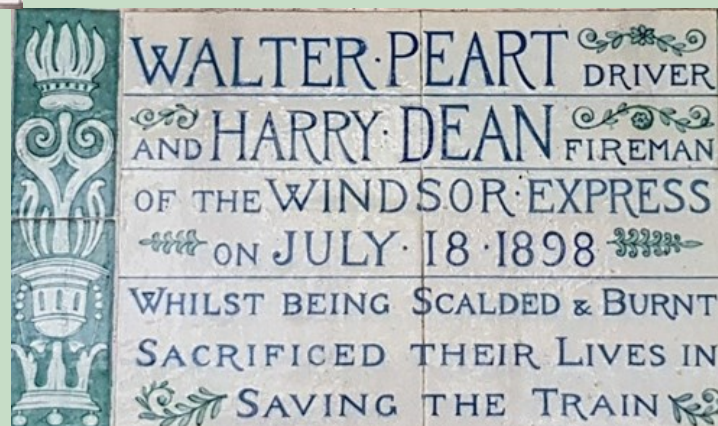 WALTER·PEART DRIVER
AND HARRY·DEAN FIREMAN
OF THE WINDSOR·EXPRESS
ON JULY·18·1898
WHILST BEING SCALDED & BURNT
SACRIFICED THEIR LIVES IN
SAVING THE TRAIN